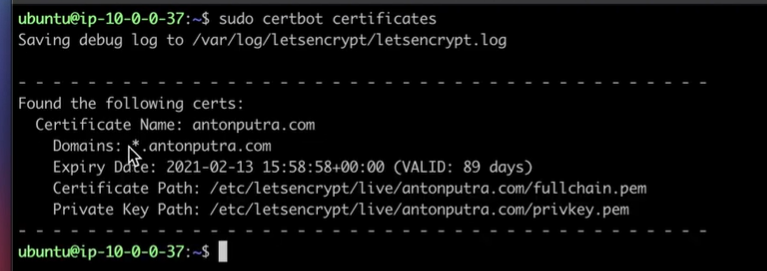 ubuntu@ip-10-0-0-37:~$ sudo certbot certificates
Saving debug log to /var/log/letsencrypt/letsencrypt.log
- - - - - - - - - - - - - - - - - - - - - - - - - - - - - - - - - - - - - - - -
Found the following certs:
  Certificate Name: antonputra.com
    Domains: *.antonputra.com
    Expiry Date: 2021-02-13 15:58:58+00:00 (VALID: 89 days)
    Certificate Path: /etc/letsencrypt/live/antonputra.com/fullchain.pem
    Private Key Path: /etc/letsencrypt/live/antonputra.com/privkey.pem
- - - - - - - - - - - - - - - - - - - - - - - - - - - - - - - - - - - - - - - -
ubuntu@ip-10-0-0-37:~$